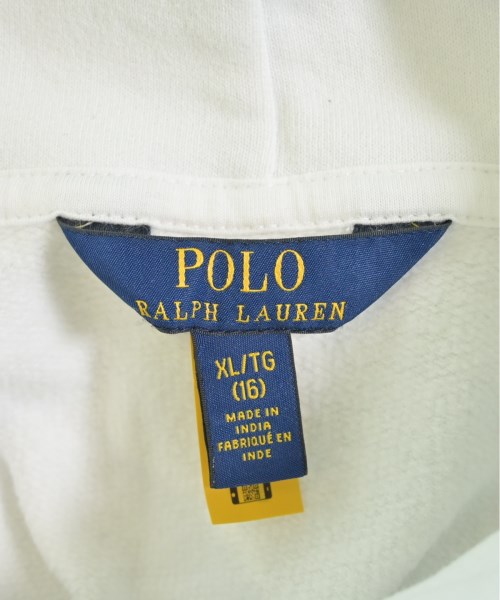 POLO
RALPH LAUREN
XL/TG
(16)
MADE IN
INDIA
FABRIQUÉ EN
INDE